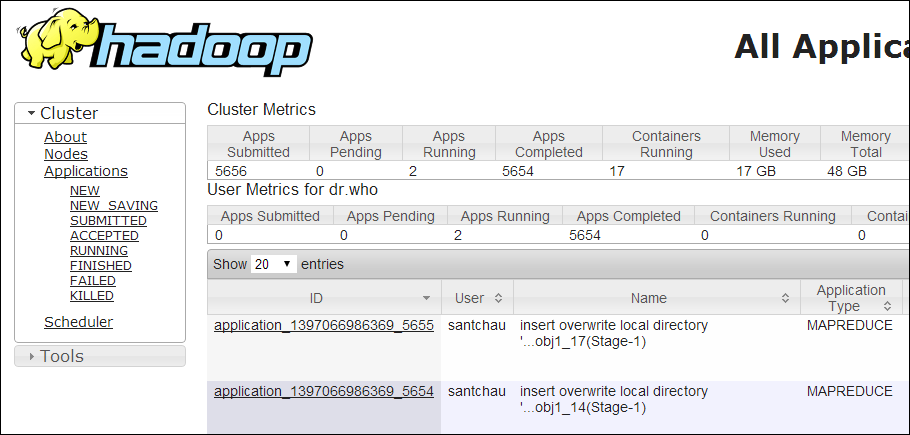 hadoop
All Applica
Cluster
About
Nodes
Applications
NEW
NEW_SAVING
SUBMITTED
ACCEPTED
RUNNING
FINISHED
FAILED
KILLED
Scheduler
Tools
Cluster Metrics
Apps Submitted Apps Pending Apps Running Apps Completed Containers Running Memory Used Memory Total
5656 0 2 5654 17 17 GB 48 GB
User Metrics for dr.who
Apps Submitted Apps Pending Apps Running Apps Completed Containers Running Contai
0 0 2 5654 0 0
Show 20 entries
ID User Name Application Type
application_1397066986369_5655 santchau insert overwrite local directory MAPREDUCE
'...obj1_17(Stage-1)
application_1397066986369_5654 santchau insert overwrite local directory MAPREDUCE
'...obj1_14(Stage-1)